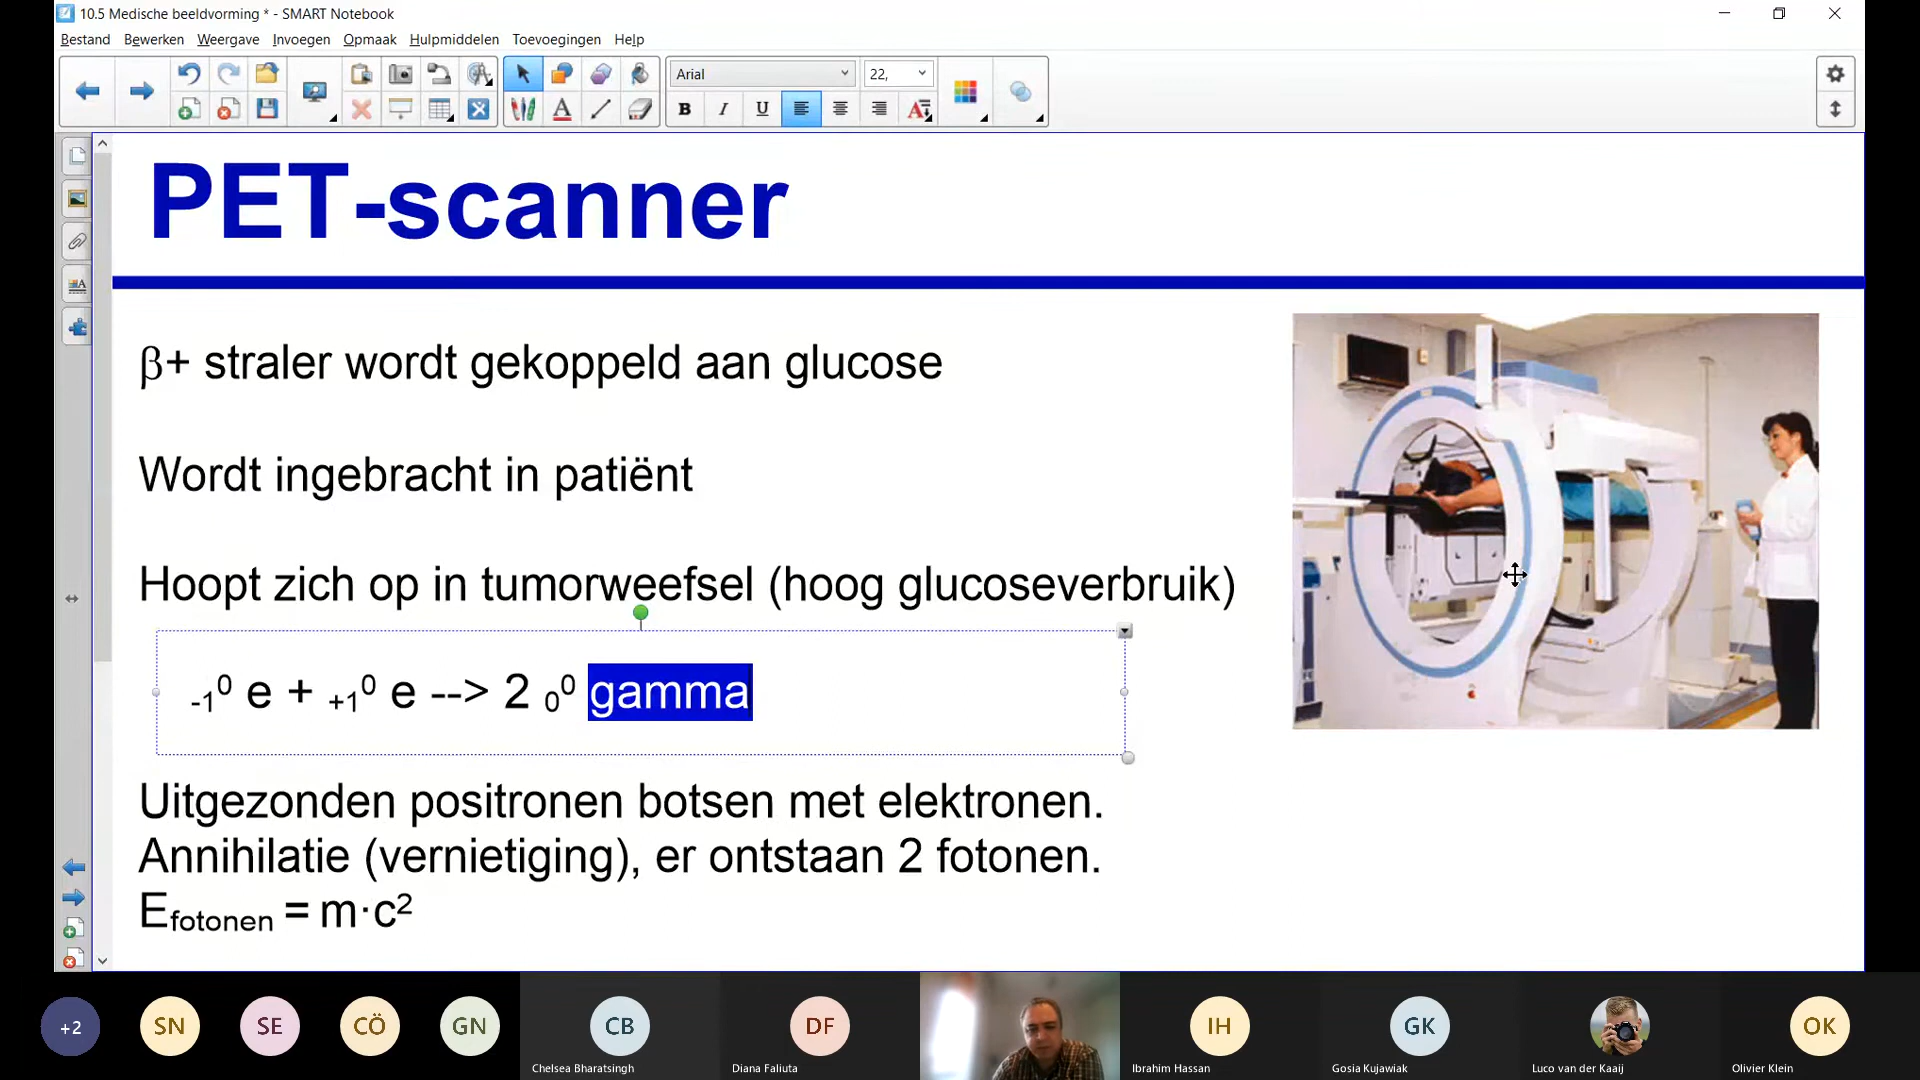 10.5 Medische beeldvorming * - SMART Notebook
Bestand Bewerken Weergave Invoegen Opmaak Hulpmiddelen Toevoegingen Help
Arial 22,
B I U
PET-scanner
β+ straler wordt gekoppeld aan glucose
Wordt ingebracht in patiënt
Hoopt zich op in tumorweefsel (hoog glucoseverbruik)
-1⁰ e + +1⁰ e --> 2 ₀⁰ gamma
Uitgezonden positronen botsen met elektronen.
Annihilatie (vernietiging), er ontstaan 2 fotonen.
Efotonen = m·c²
+2 SN SE CÖ GN CB DF IH GK OK
Chelsea Bharatsingh Diana Faliuta Ibrahim Hassan Gosia Kujawiak Luco van der Kaaij Olivier Klein